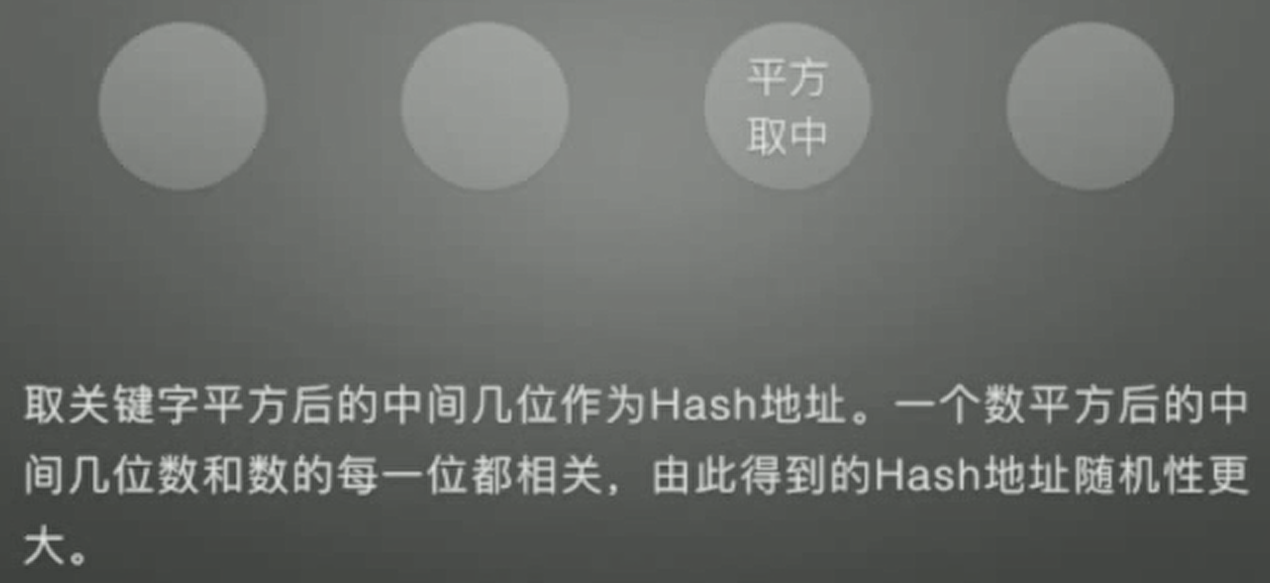 平方
取中
取关键字平方后的中间几位作为Hash地址。一个数平方后的中
间几位数和数的每一位都相关，由此得到的Hash地址随机性更
大。